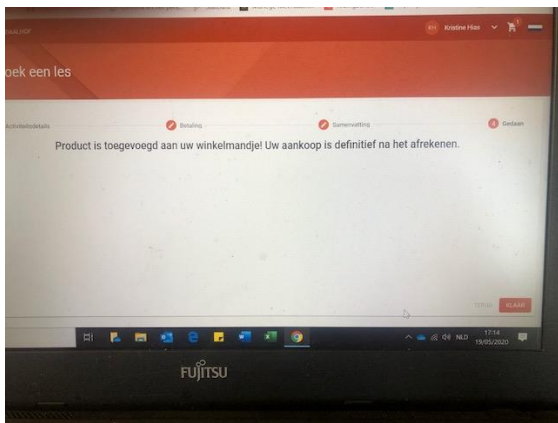 Kristine Hias
oek een les
Activiteitsdetails
Betaling
Samenvatting
4 Gedaan
Product is toegevoegd aan uw winkelmandje! Uw aankoop is definitief na het afrekenen.
TERUG KLAAR
NLD
17:14
19/05/2020
FUJITSU